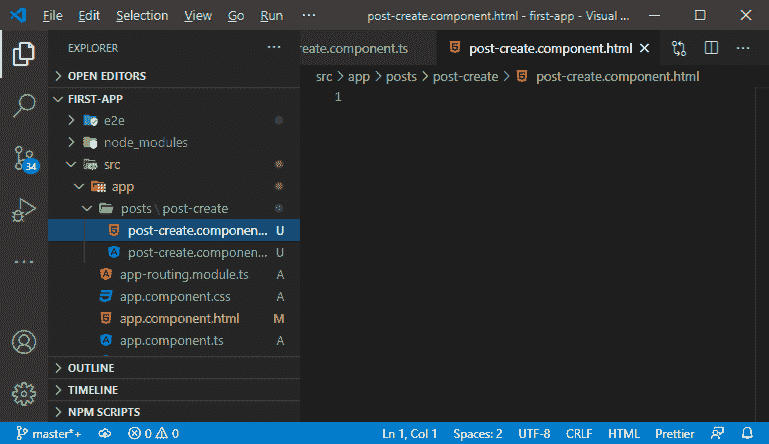 File Edit Selection View Go Run ··· post-create.component.html - first-app - Visual ...
EXPLORER ···
reate.component.ts
post-create.component.html
OPEN EDITORS
src > app > posts > post-create > post-create.component.html
FIRST-APP
1
e2e
node_modules
34
src
app
posts \ post-create
post-create.componen... U
post-create.componen... U
app-routing.module.ts A
app.component.css A
app.component.html M
app.component.ts A
OUTLINE
TIMELINE
NPM SCRIPTS
master*+ 0 0 Ln 1, Col 1 Spaces: 2 UTF-8 CRLF HTML Prettier